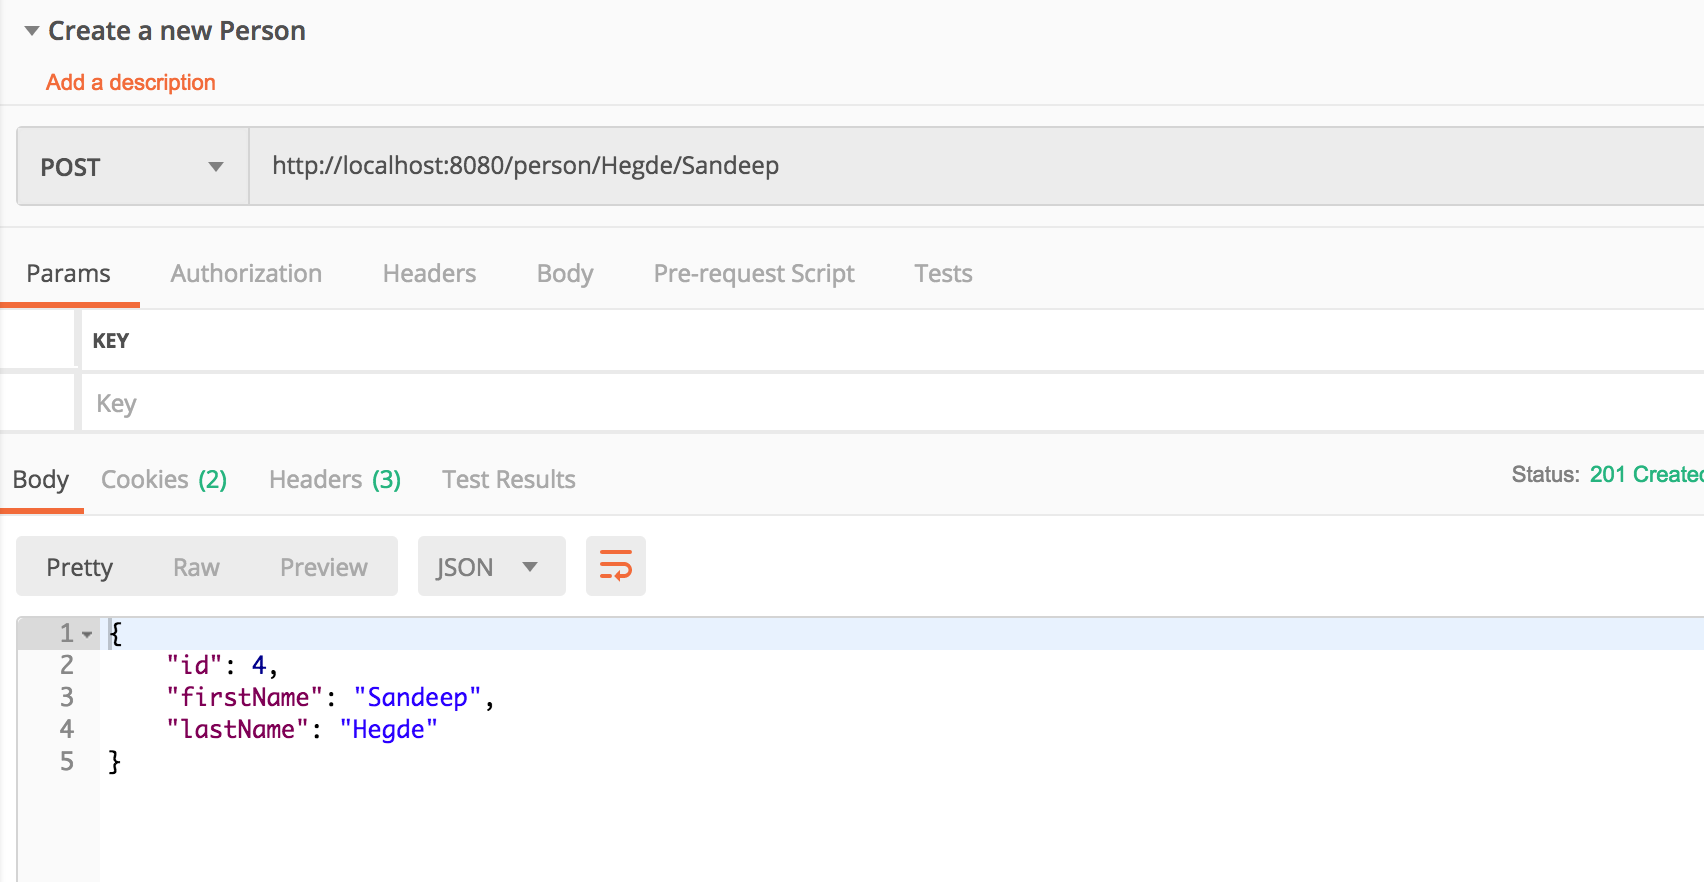 Create a new Person
Add a description
POST http://localhost:8080/person/Hegde/Sandeep
Params Authorization Headers Body Pre-request Script Tests
KEY
Key
Body Cookies (2) Headers (3) Test Results Status: 201 Created
Pretty Raw Preview JSON
1 {
2 "id": 4,
3 "firstName": "Sandeep",
4 "lastName": "Hegde"
5 }